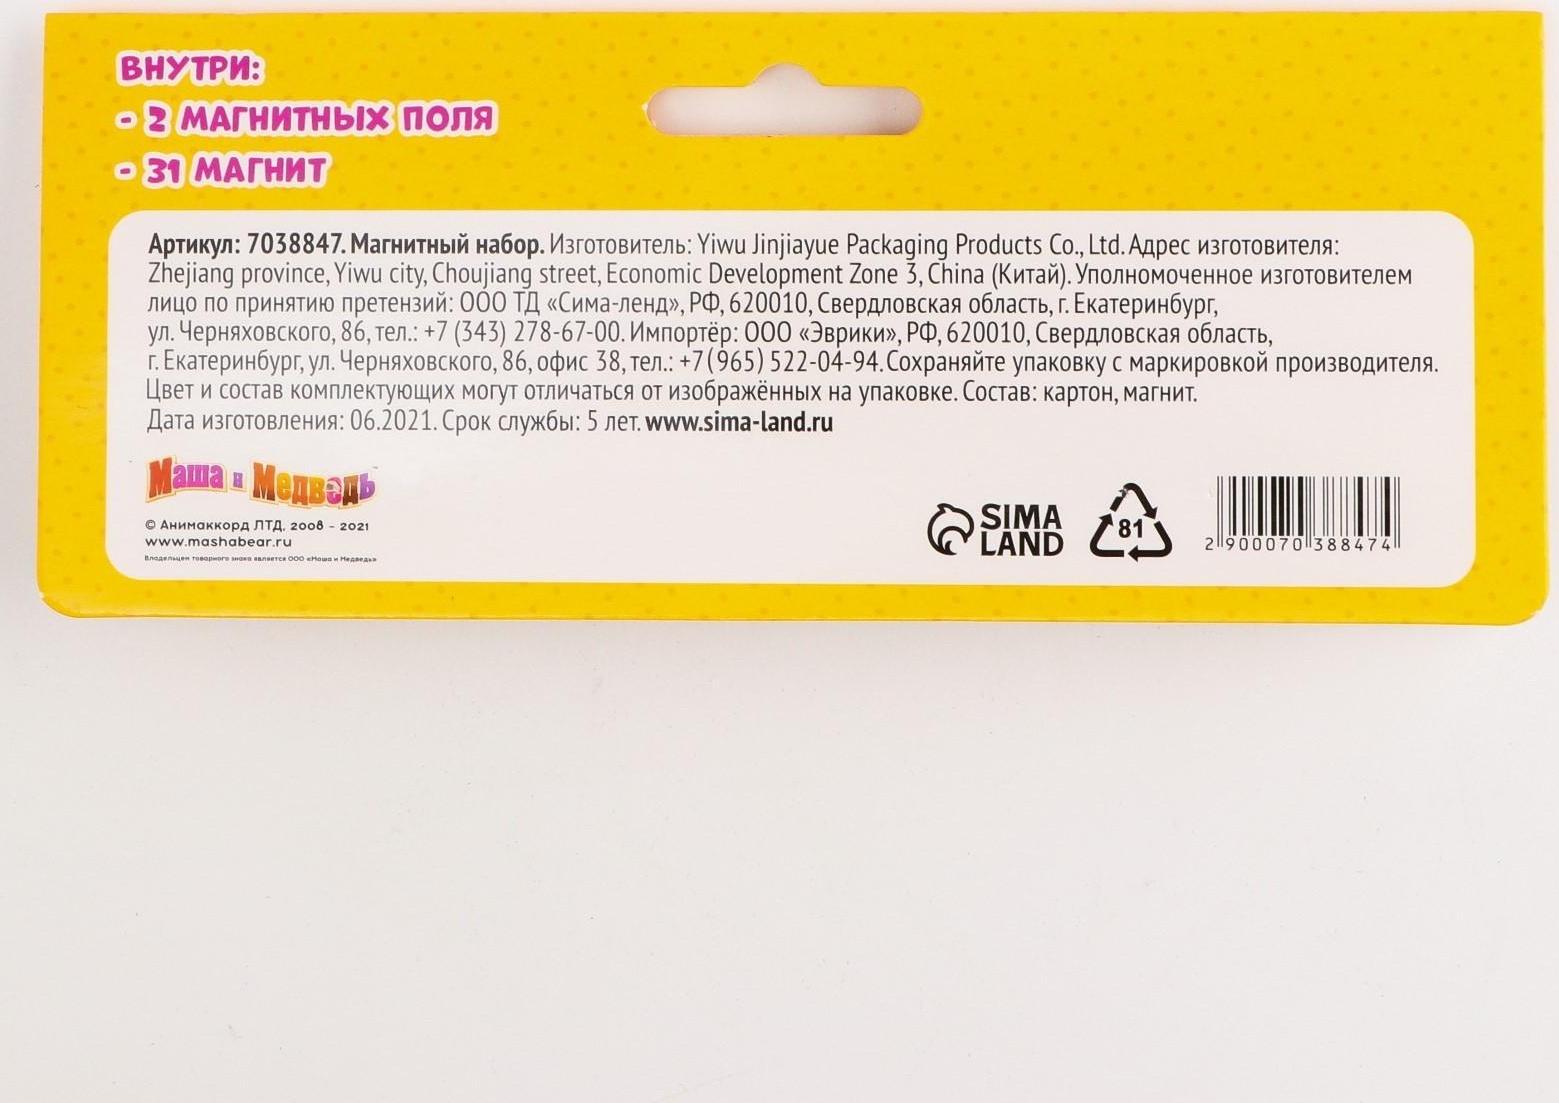 ВНУТРИ:
- 2 МАГНИТНЫХ ПОЛЯ
- 31 МАГНИТ
Артикул: 7038847. Магнитный набор. Изготовитель: Yiwu Jinjiayue Packaging Products Co., Ltd. Адрес изготовителя:
Zhejiang province, Yiwu city, Choujiang street, Economic Development Zone 3, China (Китай). Уполномоченное изготовителем
лицо по принятию претензий: ООО ТД «Сима-ленд», РФ, 620010, Свердловская область, г. Екатеринбург,
ул. Черняховского, 86, тел.: +7 (343) 278-67-00. Импортёр: ООО «Эврики», РФ, 620010, Свердловская область,
г. Екатеринбург, ул. Черняховского, 86, офис 38, тел.: +7 (965) 522-04-94. Сохраняйте упаковку с маркировкой производителя.
Цвет и состав комплектующих могут отличаться от изображённых на упаковке. Состав: картон, магнит.
Дата изготовления: 06.2021. Срок службы: 5 лет. www.sima-land.ru
Маша и Медведь
© Анимаккорд ЛТД, 2008 - 2021
www.mashabear.ru
Владельцем товарного знака является ООО «Маша и Медведь»
SIMA
LAND
81
2 900070 388474